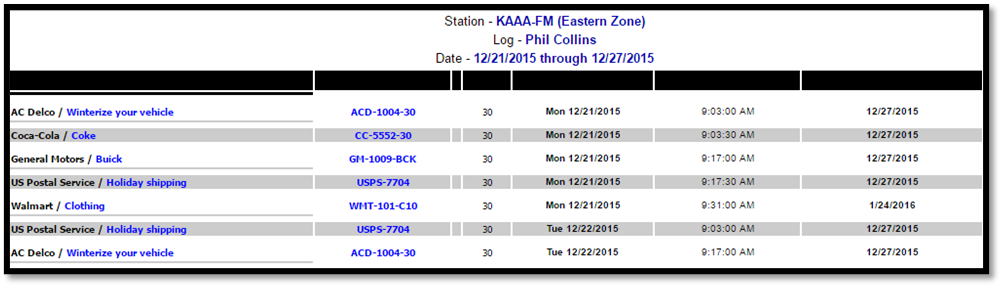 Station - KAAA-FM (Eastern Zone)
Log - Phil Collins
Date - 12/21/2015 through 12/27/2015
AC Delco / Winterize your vehicle ACD-1004-30 30 Mon 12/21/2015 9:03:00 AM 12/27/2015
Coca-Cola / Coke CC-5552-30 30 Mon 12/21/2015 9:03:30 AM 12/27/2015
General Motors / Buick GM-1009-BCK 30 Mon 12/21/2015 9:17:00 AM 12/27/2015
US Postal Service / Holiday shipping USPS-7704 30 Mon 12/21/2015 9:17:30 AM 12/27/2015
Walmart / Clothing WMT-101-C10 30 Mon 12/21/2015 9:31:00 AM 1/24/2016
US Postal Service / Holiday shipping USPS-7704 30 Tue 12/22/2015 9:03:00 AM 12/27/2015
AC Delco / Winterize your vehicle ACD-1004-30 30 Tue 12/22/2015 9:17:00 AM 12/27/2015